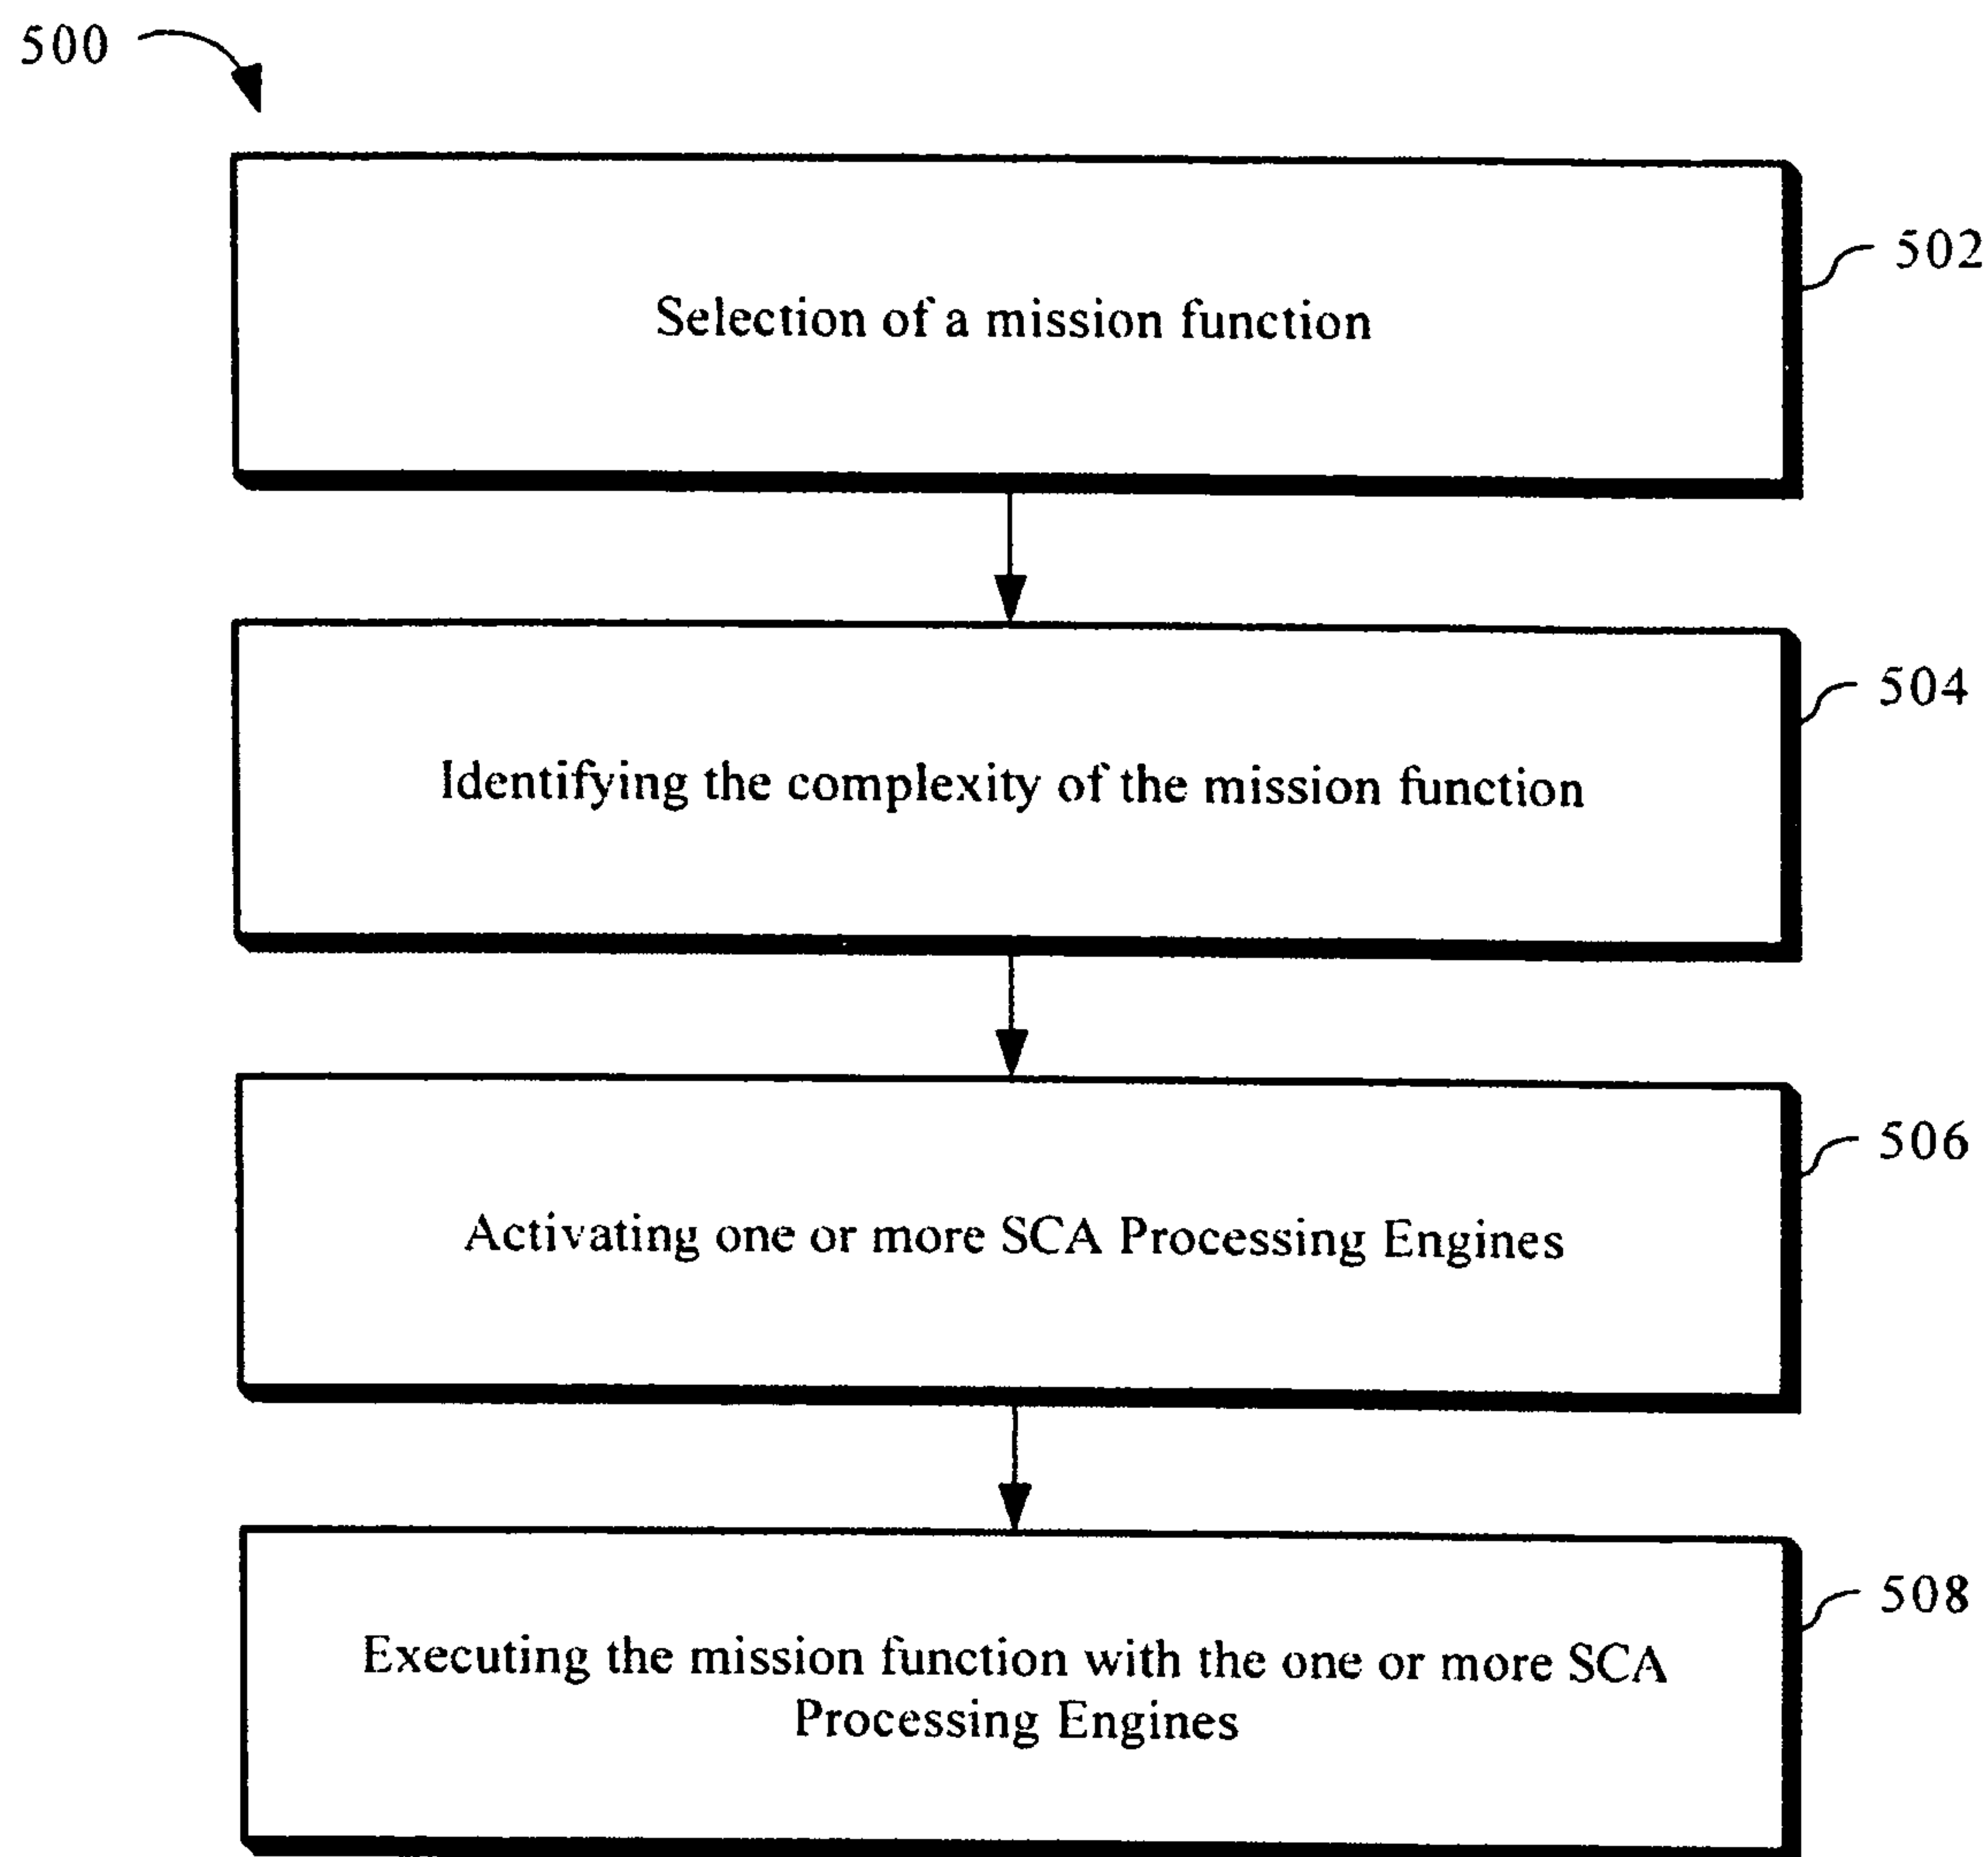 500
Selection of a mission function
502
Identifying the complexity of the mission function
504
Activating one or more SCA Processing Engines
506
Executing the mission function with the one or more SCA
Processing Engines
508